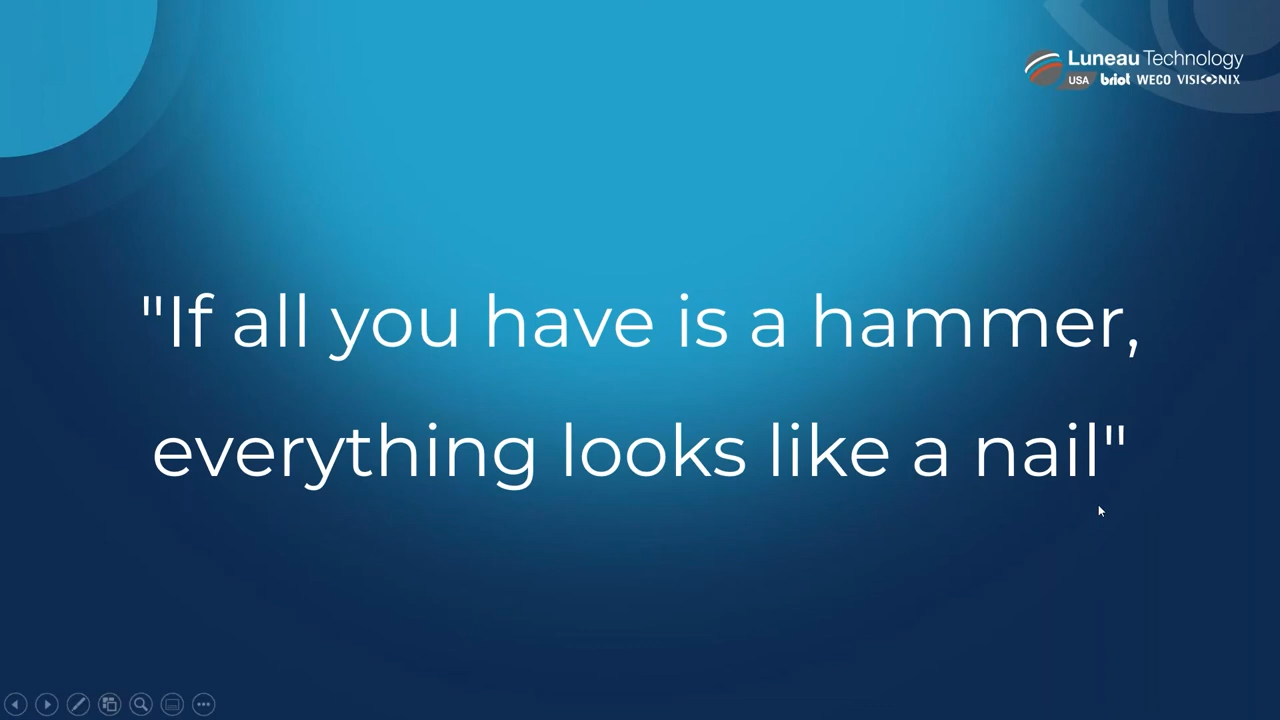 Luneau Technology
USA briot WECO VISIONIX
"If all you have is a hammer,
everything looks like a nail"